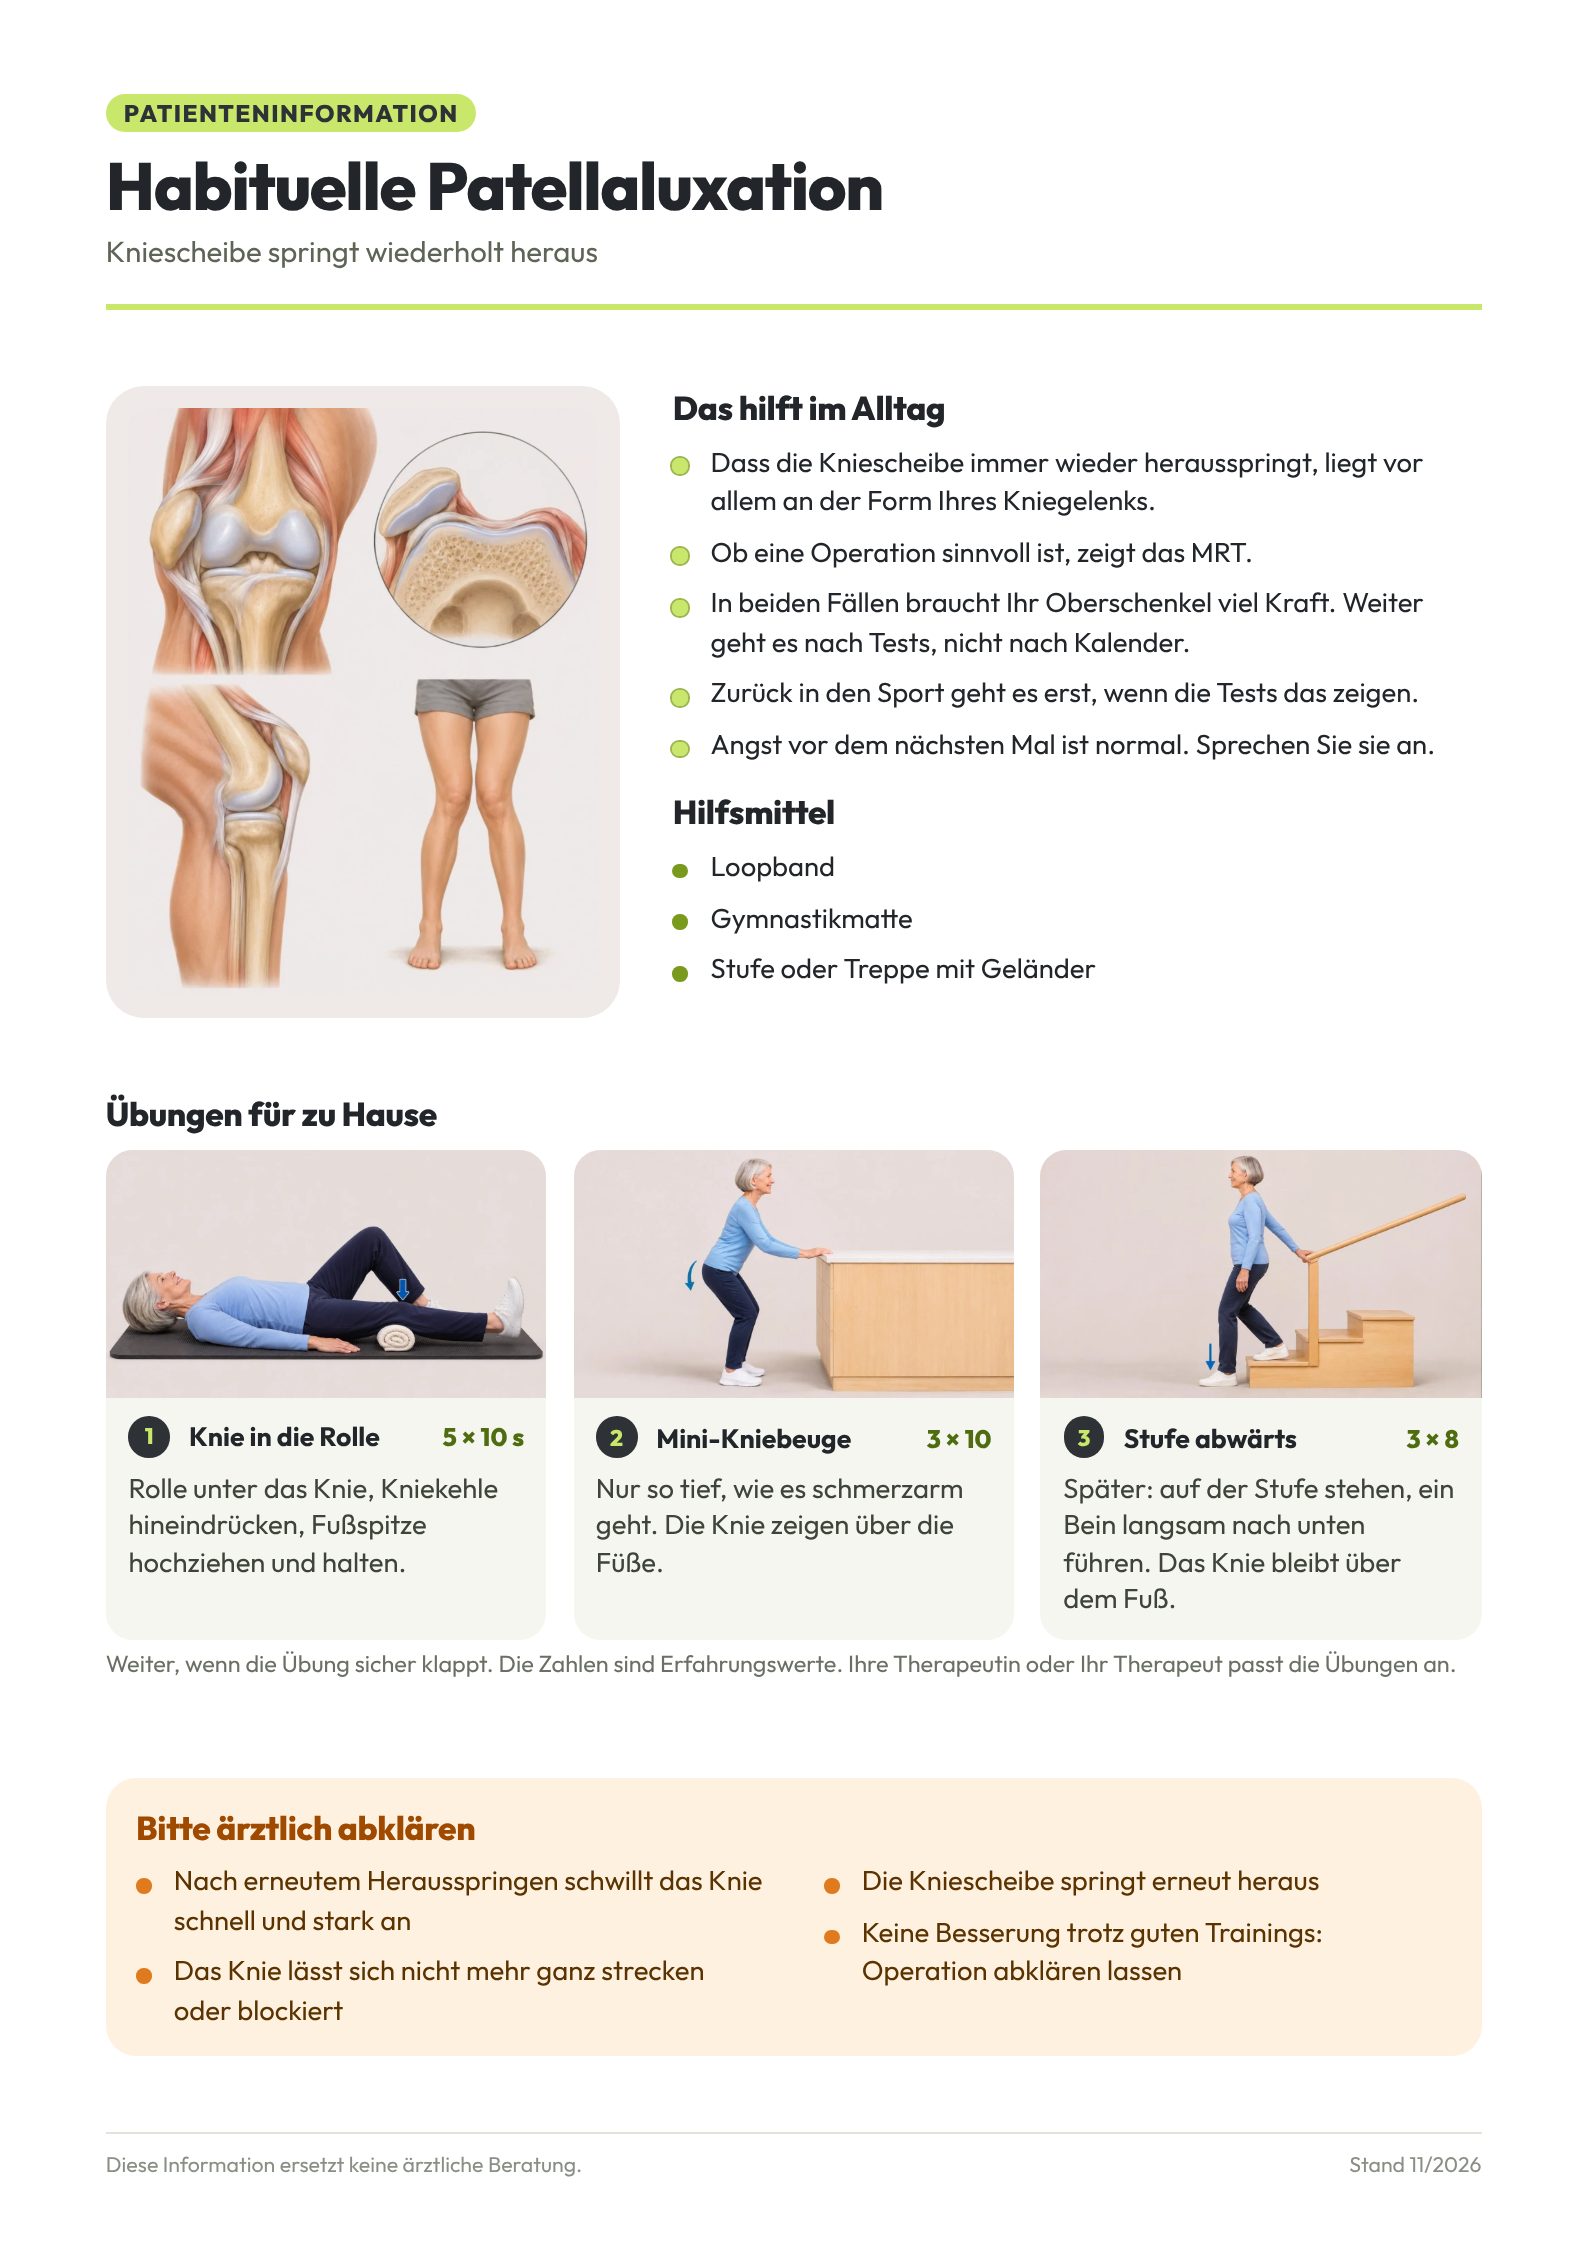 PATIENTENINFORMATION
Habituelle Patellaluxation
Kniescheibe springt wiederholt heraus
Das hilft im Alltag
Dass die Kniescheibe immer wieder herausspringt, liegt vor
allem an der Form Ihres Kniegelenks.
Ob eine Operation sinnvoll ist, zeigt das MRT.
In beiden Fällen braucht Ihr Oberschenkel viel Kraft. Weiter
geht es nach Tests, nicht nach Kalender.
Zurück in den Sport geht es erst, wenn die Tests das zeigen.
Angst vor dem nächsten Mal ist normal. Sprechen Sie sie an.
Hilfsmittel
Loopband
Gymnastikmatte
Stufe oder Treppe mit Geländer
Übungen für zu Hause
1 Knie in die Rolle 5 × 10 s
Rolle unter das Knie, Kniekehle
hineindrücken, Fußspitze
hochziehen und halten.
2 Mini-Kniebeuge 3 × 10
Nur so tief, wie es schmerzarm
geht. Die Knie zeigen über die
Füße.
3 Stufe abwärts 3 × 8
Später: auf der Stufe stehen, ein
Bein langsam nach unten
führen. Das Knie bleibt über
dem Fuß.
Weiter, wenn die Übung sicher klappt. Die Zahlen sind Erfahrungswerte. Ihre Therapeutin oder Ihr Therapeut passt die Übungen an.
Bitte ärztlich abklären
Nach erneutem Herausspringen schwillt das Knie
schnell und stark an
Das Knie lässt sich nicht mehr ganz strecken
oder blockiert
Die Kniescheibe springt erneut heraus
Keine Besserung trotz guten Trainings:
Operation abklären lassen
Diese Information ersetzt keine ärztliche Beratung.
Stand 11/2026